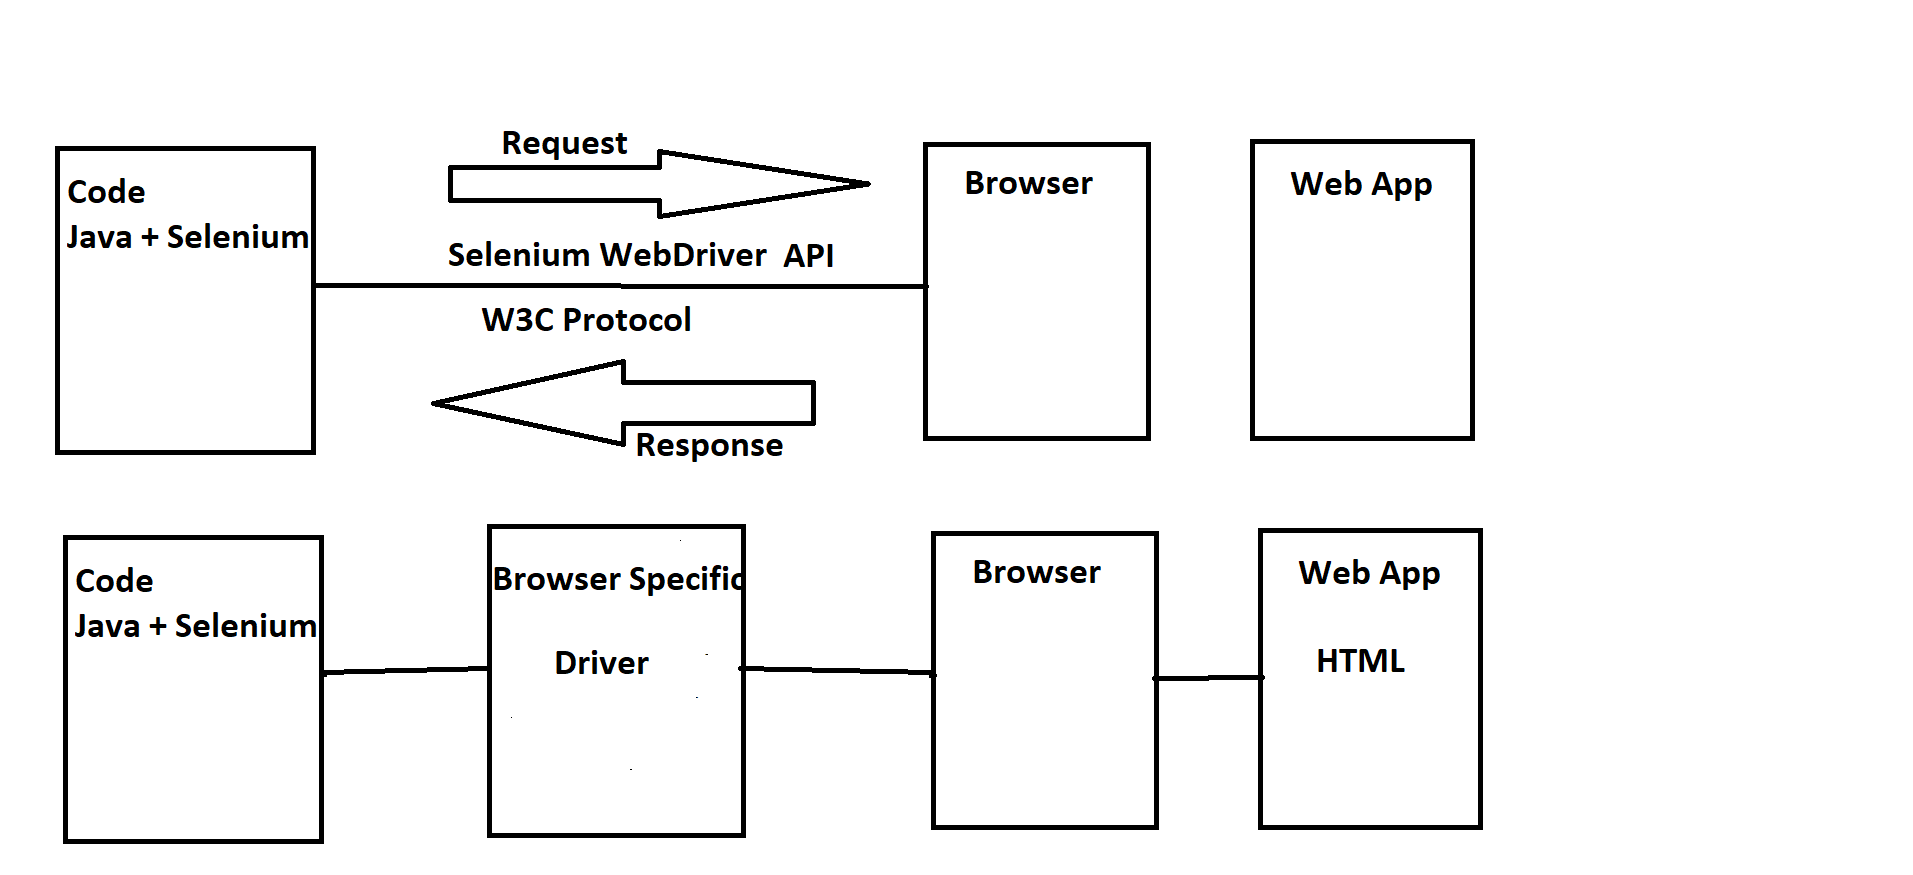 Request
Code
Java + Selenium
Browser
Web App
Selenium WebDriver  API
W3C Protocol
Response
Code
Java + Selenium
Browser Specific
Driver
Browser
Web App
HTML